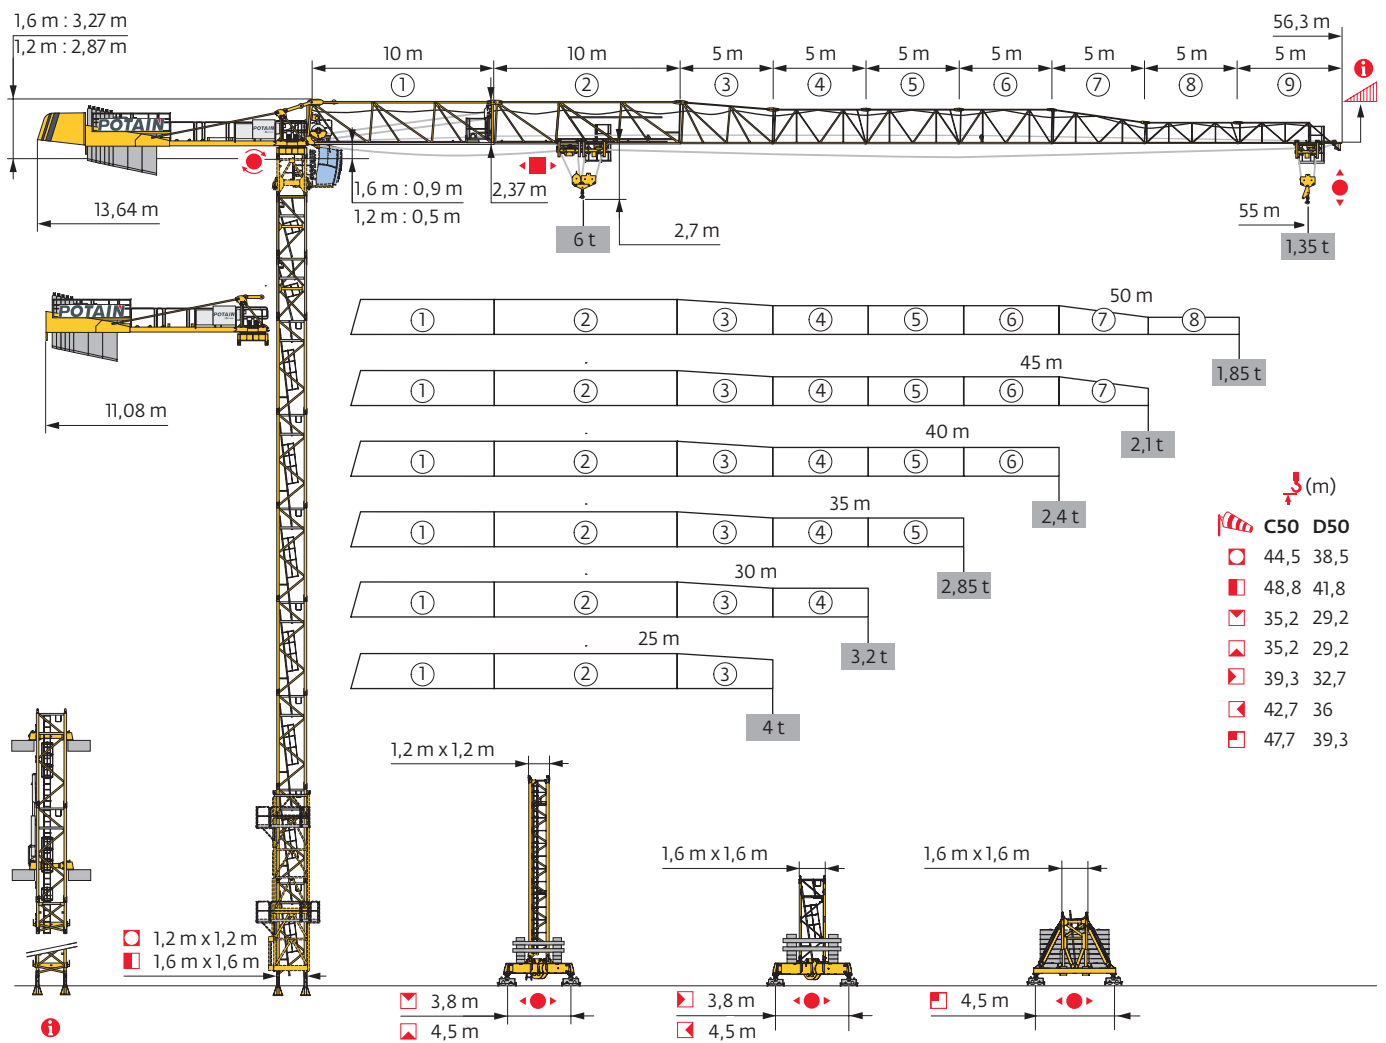 1,6 m : 3,27 m
1,2 m : 2,87 m
56,3 m
10 m
10 m
5 m
5 m
5 m
5 m
5 m
5 m
5 m
1
2
3
4
5
6
7
8
9
i
POTAIN
POTAIN
13,64 m
1,6 m : 0,9 m
1,2 m : 0,5 m
2,37 m
2,7 m
6 t
55 m
1,35 t
POTAIN
POTAIN
11,08 m
50 m
1
2
3
4
5
6
7
8
1,85 t
45 m
1
2
3
4
5
6
7
2,1 t
40 m
1
2
3
4
5
6
2,4 t
35 m
1
2
3
4
5
2,85 t
30 m
1
2
3
4
3,2 t
25 m
1
2
3
4 t
(m)
C50 D50
44,5 38,5
48,8 41,8
35,2 29,2
35,2 29,2
39,3 32,7
42,7 36
47,7 39,3
1,2 m x 1,2 m
1,6 m x 1,6 m
1,6 m x 1,6 m
1,2 m x 1,2 m
1,6 m x 1,6 m
3,8 m
4,5 m
3,8 m
4,5 m
4,5 m
i